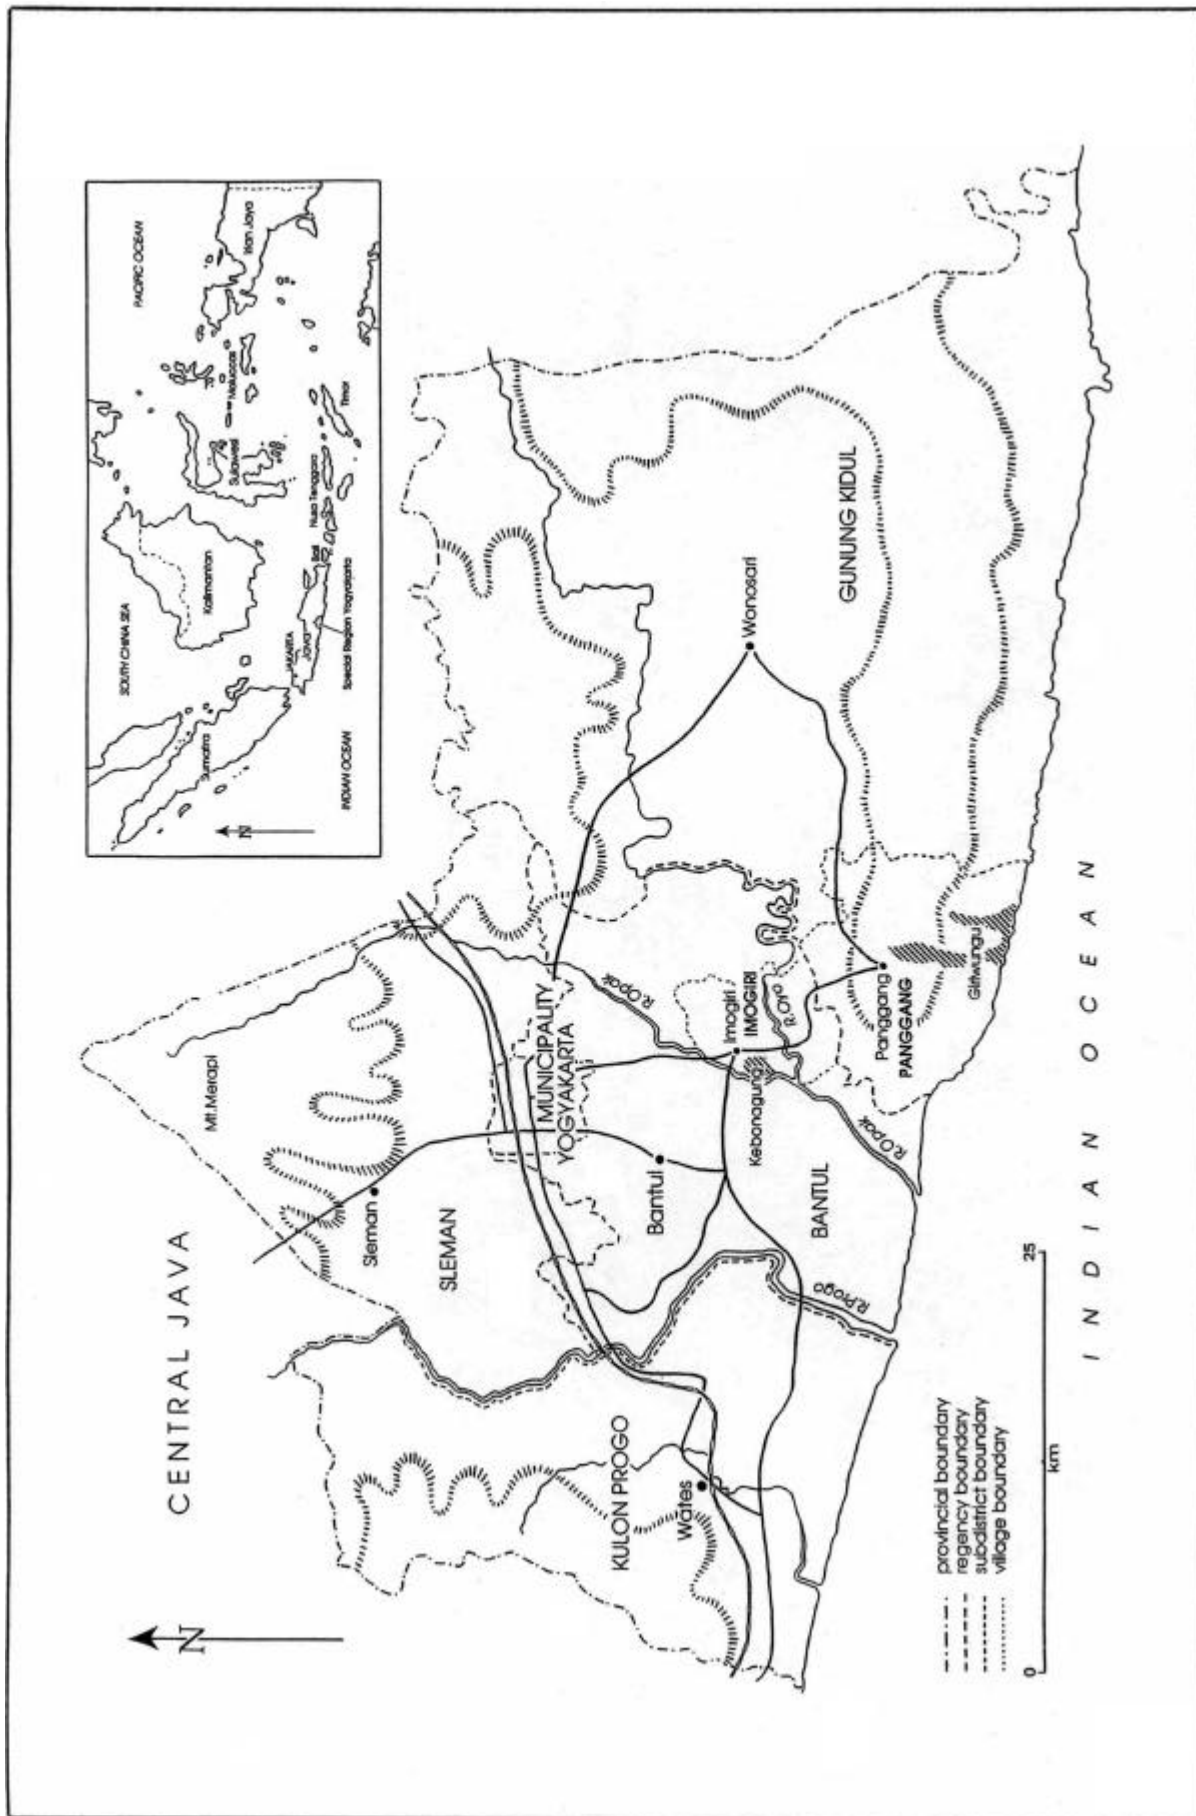 CENTRAL JAVA
N
Mt.Merapi
Sleman
SLEMAN
MUNICIPALITY
YOGYAKARTA
KULON PROGO
Wates
Bantul
BANTUL
R.Progo
R.Opak
R.Opak
Imogiri
IMOGIRI
R.Oyo
Kebonagung
Panggang
PANGGANG
Giriwungu
Wonosari
GUNUNG KIDUL
INDIAN OCEAN
provincial boundary
regency boundary
subdistrict boundary
village boundary
0
km
25
SOUTH CHINA SEA
PACIFIC OCEAN
Sumatra
Kalimantan
Sulawesi
Moluccas
Irian Jaya
JAKARTA
Java
Bali
Nusa Tenggara
Timor
Special Region Yogyakarta
INDIAN OCEAN
N